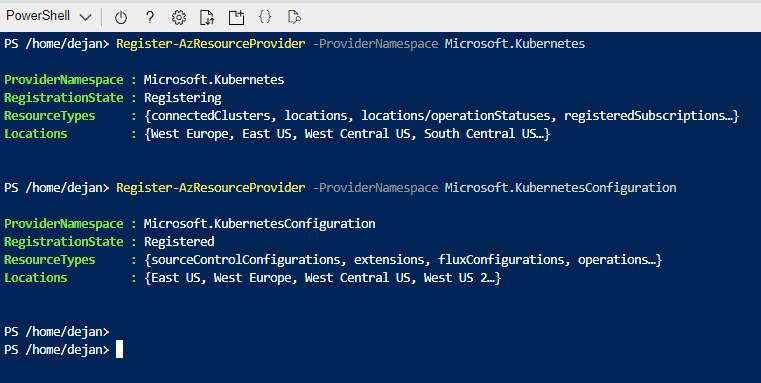 PowerShell
PS /home/dejan> Register-AzResourceProvider -ProviderNamespace Microsoft.Kubernetes
ProviderNamespace : Microsoft.Kubernetes
RegistrationState : Registering
ResourceTypes     : {connectedClusters, locations, locations/operationStatuses, registeredSubscriptions…}
Locations         : {West Europe, East US, West Central US, South Central US…}
PS /home/dejan> Register-AzResourceProvider -ProviderNamespace Microsoft.KubernetesConfiguration
ProviderNamespace : Microsoft.KubernetesConfiguration
RegistrationState : Registered
ResourceTypes     : {sourceControlConfigurations, extensions, fluxConfigurations, operations…}
Locations         : {East US, West Europe, West Central US, West US 2…}
PS /home/dejan>
PS /home/dejan>